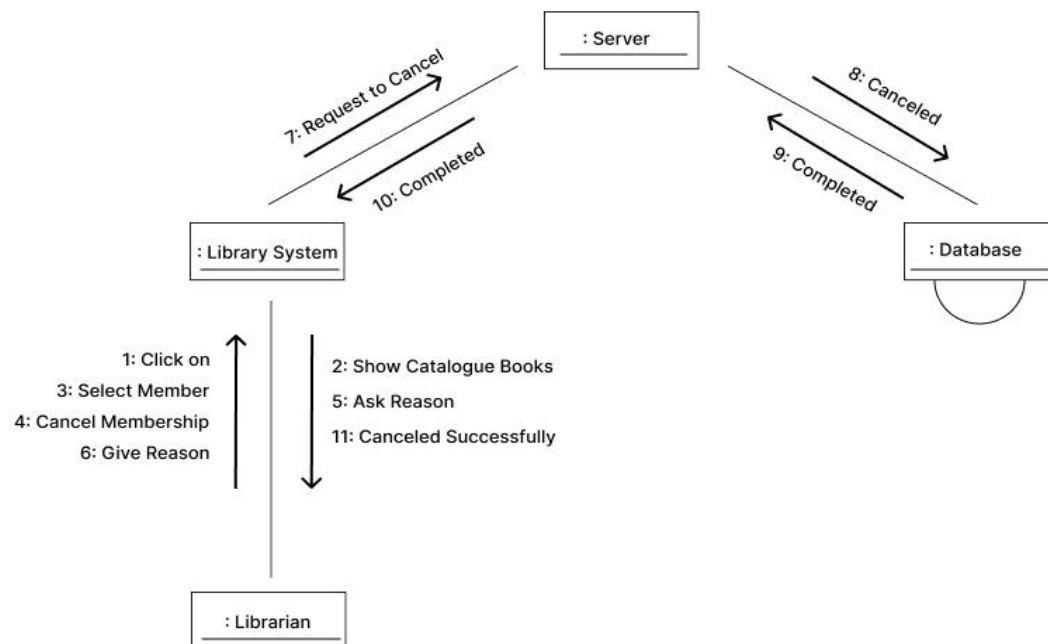 : Server
7: Request to Cancel
8: Canceled
10: Completed
9: Completed
: Library System
: Database
1: Click on
3: Select Member
4: Cancel Membership
6: Give Reason
2: Show Catalogue Books
5: Ask Reason
11: Canceled Successfully
: Librarian